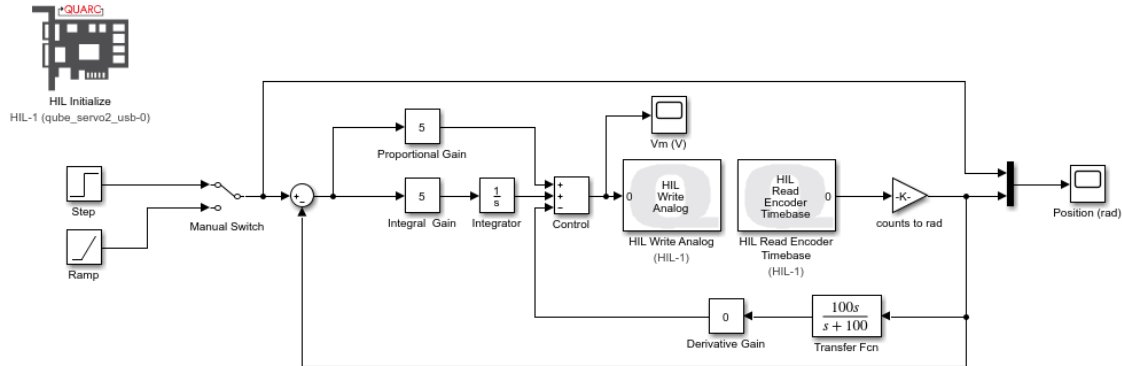 QUARC
HIL Initialize
HIL-1 (qube_servo2_usb-0)
Step
Ramp
Manual Switch
+
−
5
Proportional Gain
5
Integral Gain
1
s
Integrator
+
+
−
Control
Vm (V)
0
HIL
Write
Analog
HIL Write Analog
(HIL-1)
HIL
Read
Encoder
Timebase
0
HIL Read Encoder
Timebase
(HIL-1)
-K-
counts to rad
Position (rad)
0
Derivative Gain
100s
s + 100
Transfer Fcn